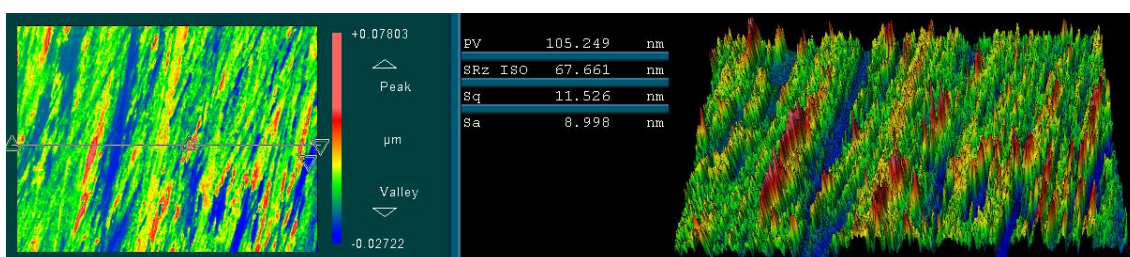 +0.07803
Peak
µm
Valley
-0.02722
PV 105.249 nm
SRz ISO 67.661 nm
Sq 11.526 nm
Sa 8.998 nm